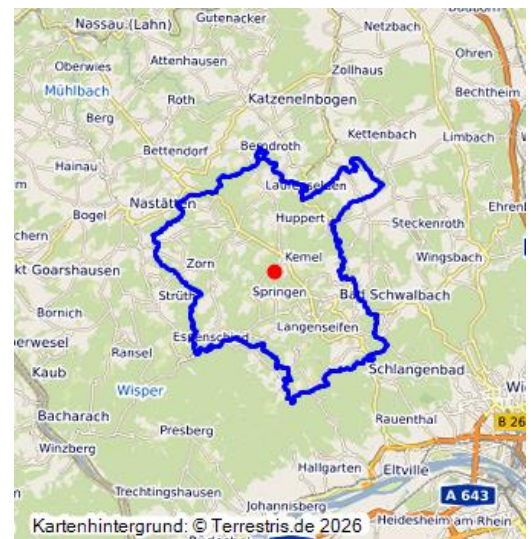 Nassau (Lahn)
Gutenacker
Netzbach
Oberwies
Attenhausen
Ohren
Zollhaus
Mühlbach
Roth
Katzenelnbogen
Bechtheim
Berg
Kettenbach
Limbach
Bettendorf
Berndroth
Hainau
Laufenselden
Nastätten
Bogel
Huppert
Steckenroth
Ehren
chern
Zorn
Kemel
Wingsbach
kt Goarshausen
Strüth
Springen
Bad Schwalbach
Bornich
Langenseifen
erwesel
Ransel
Espenschied
Kaub
Schlangenbad
Wisper
Wie
Bacharach
Rauenthal
B 26
Presberg
Winzberg
Hallgarten
Eltville
Trechtingshausen
A 643
Johannisberg
Heidesheim am Rhein
Kartenhintergrund: © Terrestris.de 2026